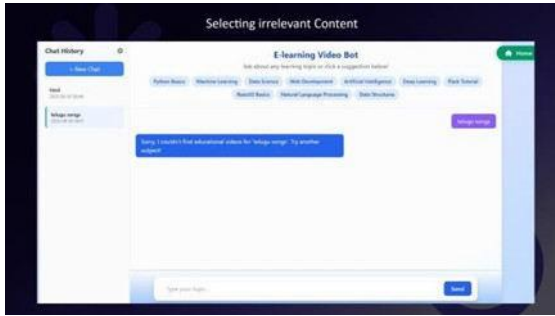 Selecting irrelevant Content
Chat History
Home
E-learning Video Bot
+ New Chat
Ask about any learning topic or click a suggestion below!
Python Basics Machine Learning Data Science Web Development Artificial Intelligence Deep Learning Flask Tutorial
ReactJS Basics Natural Language Processing Data Structures
html
telugu songs
telugu songs
Sorry, I couldn't find educational videos for 'telugu songs'. Try another
subject!
Type your topic...
Send